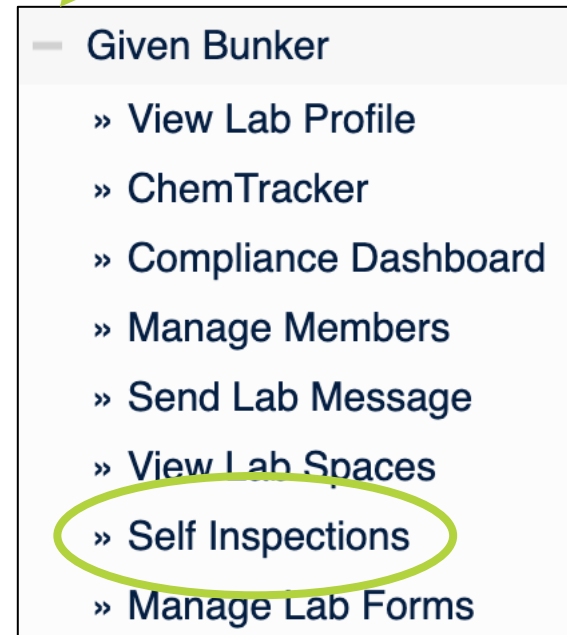 Given Bunker
» View Lab Profile
» ChemTracker
» Compliance Dashboard
» Manage Members
» Send Lab Message
» View Lab Spaces
» Self Inspections
» Manage Lab Forms